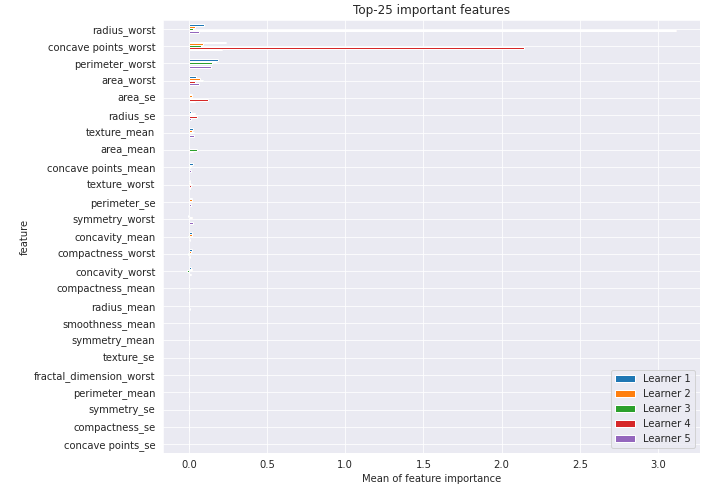 Top-25 important features
radius_worst
concave points_worst
perimeter_worst
area_worst
area_se
radius_se
texture_mean
area_mean
concave points_mean
texture_worst
perimeter_se
symmetry_worst
concavity_mean
compactness_worst
concavity_worst
compactness_mean
radius_mean
smoothness_mean
symmetry_mean
texture_se
fractal_dimension_worst
perimeter_mean
symmetry_se
compactness_se
concave points_se
feature
Learner 1
Learner 2
Learner 3
Learner 4
Learner 5
0.0 0.5 1.0 1.5 2.0 2.5 3.0
Mean of feature importance